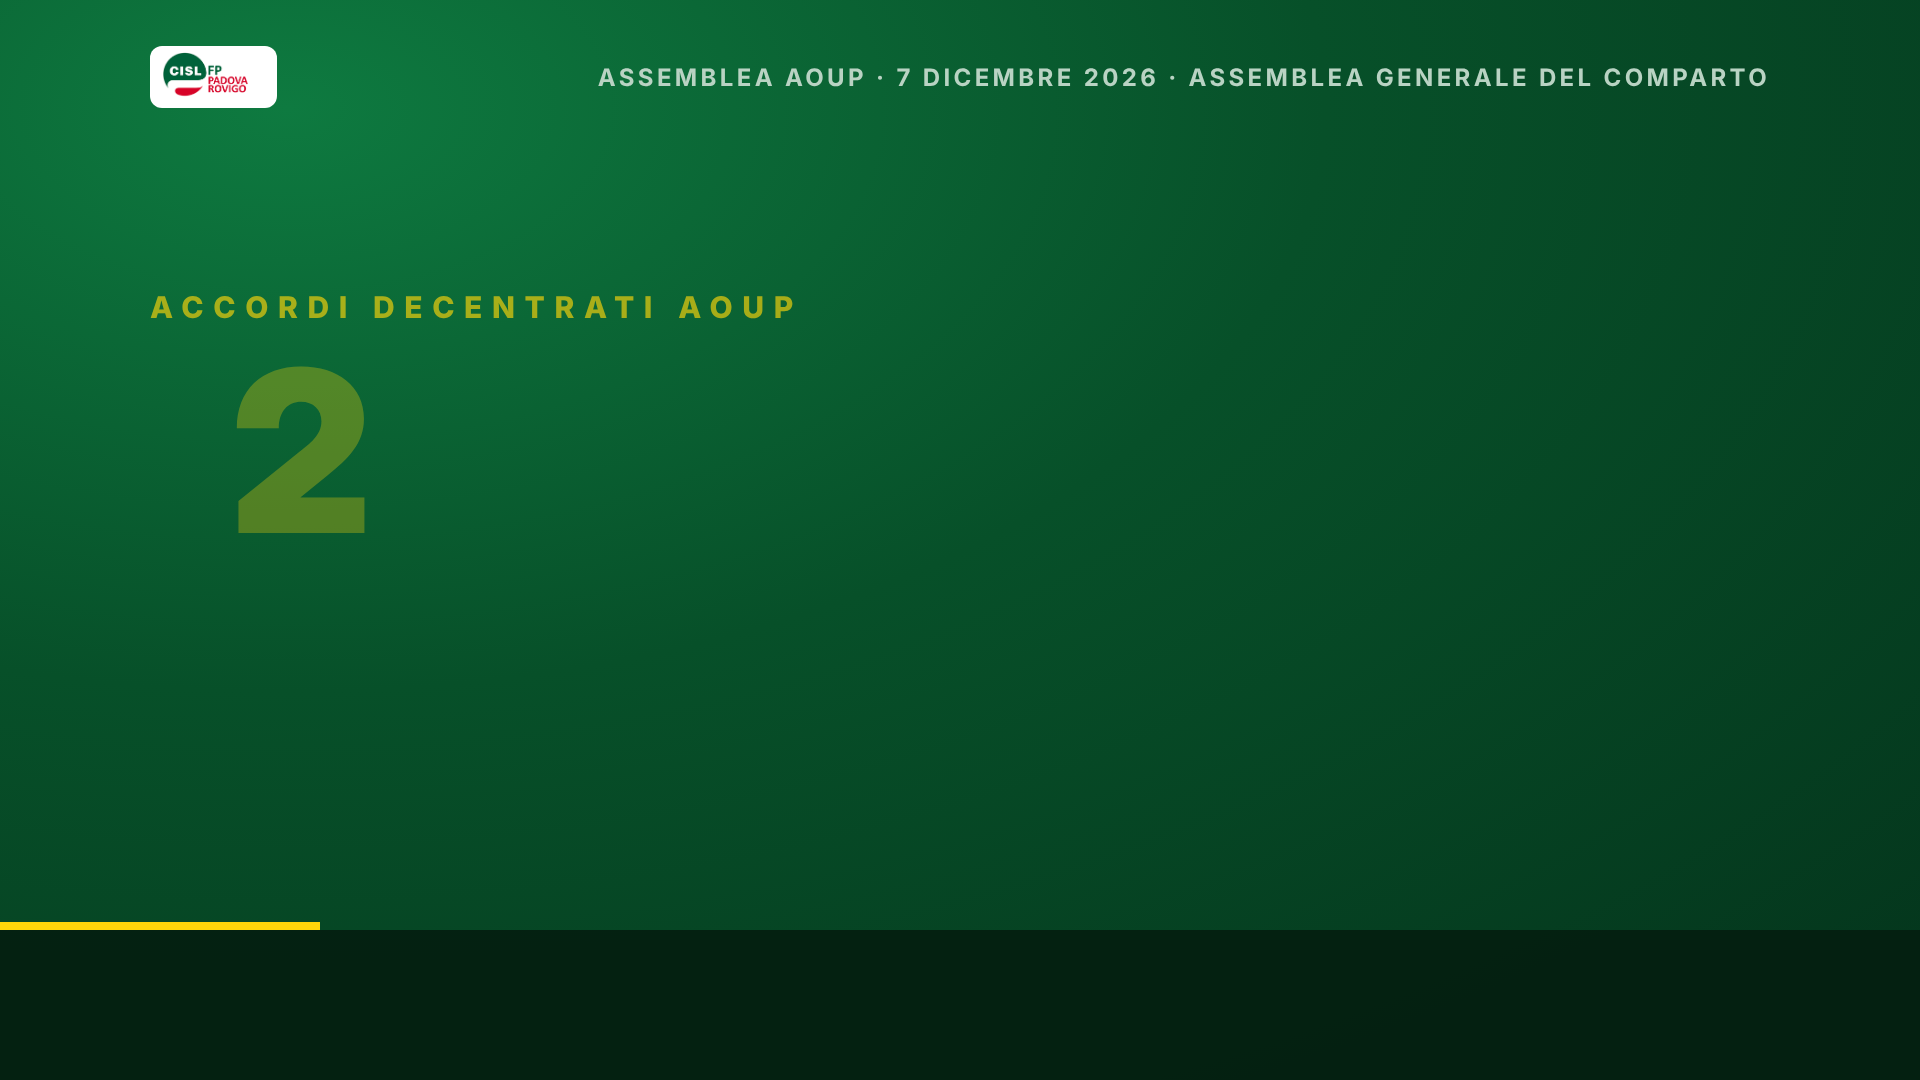 CISL FP
PADOVA
ROVIGO
ASSEMBLEA AOUP · 7 DICEMBRE 2026 · ASSEMBLEA GENERALE DEL COMPARTO
ACCORDI DECENTRATI AOUP
2